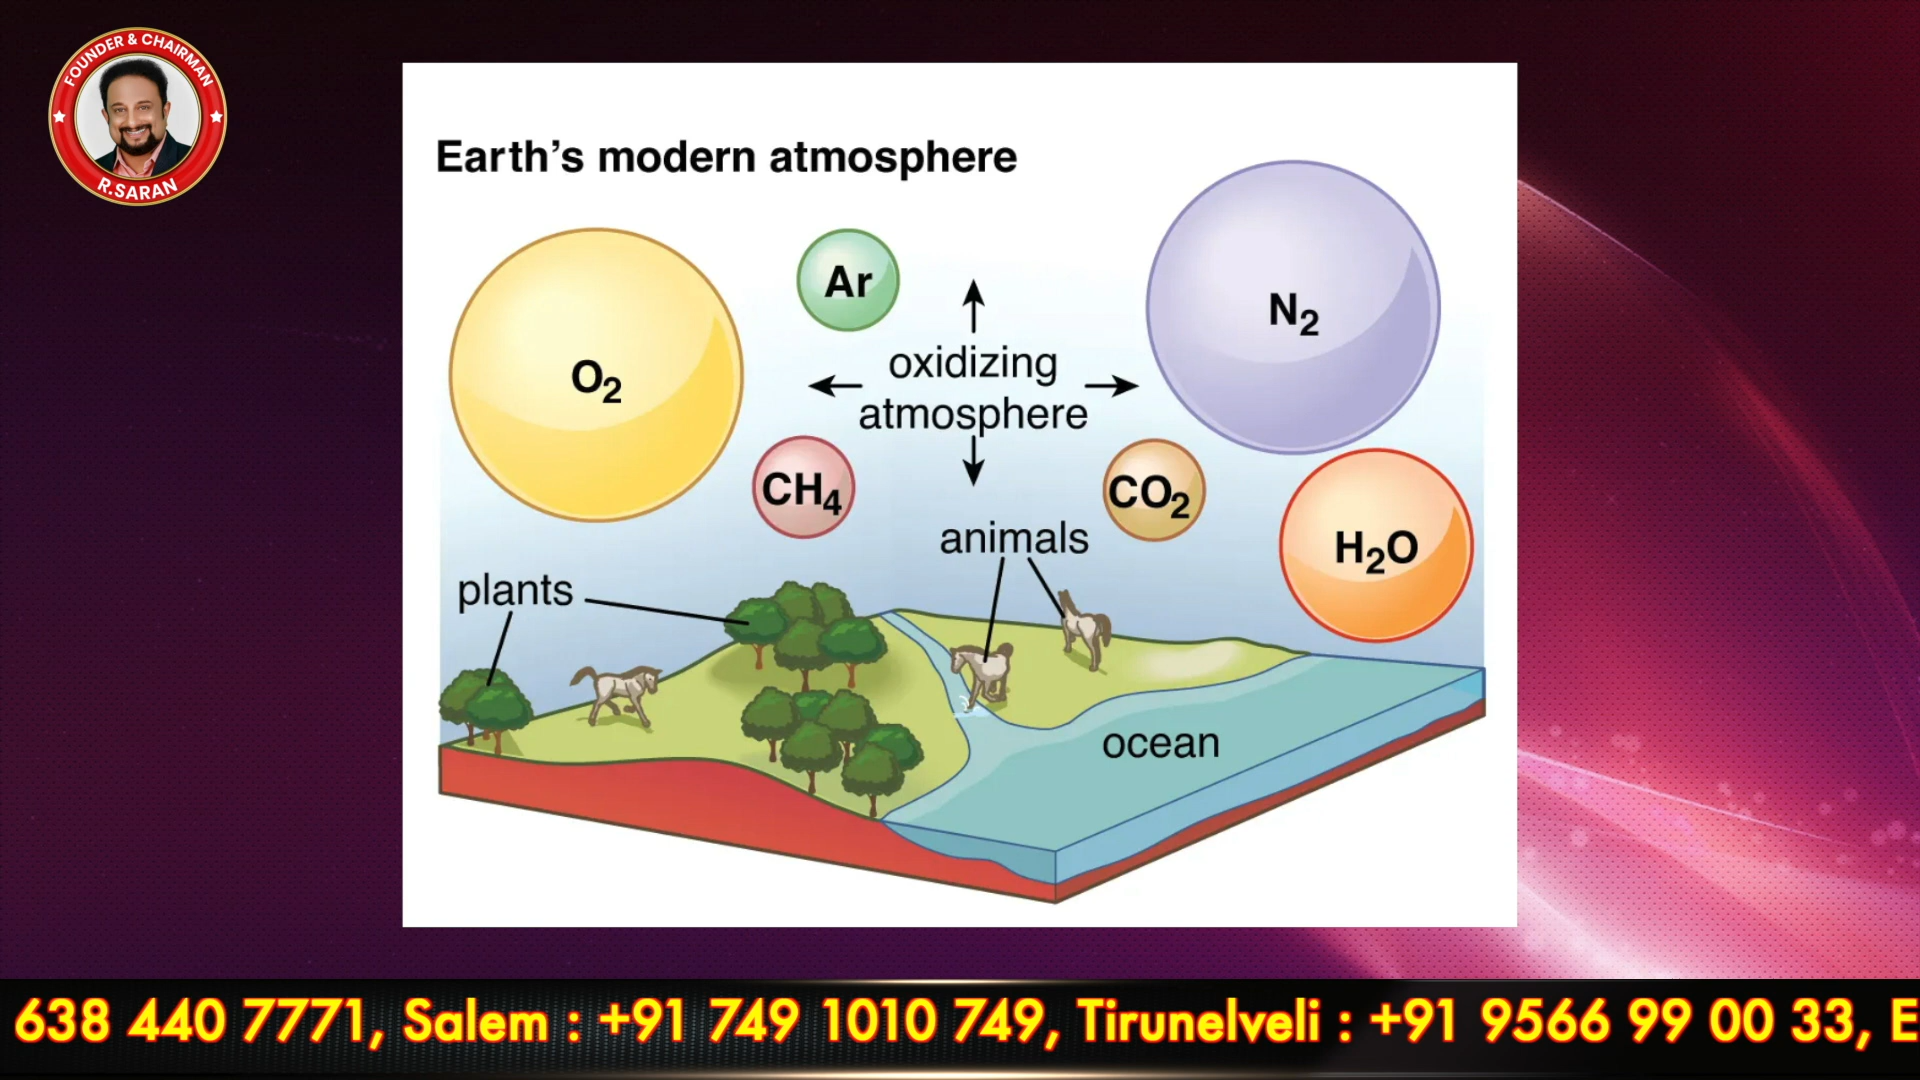 FOUNDER & CHAIRMAN
R.SARAN
Earth's modern atmosphere
O₂
Ar
N₂
oxidizing
atmosphere
CH₄
CO₂
H₂O
animals
plants
ocean
638 440 7771, Salem : +91 749 1010 749, Tirunelveli : +91 9566 99 00 33, E